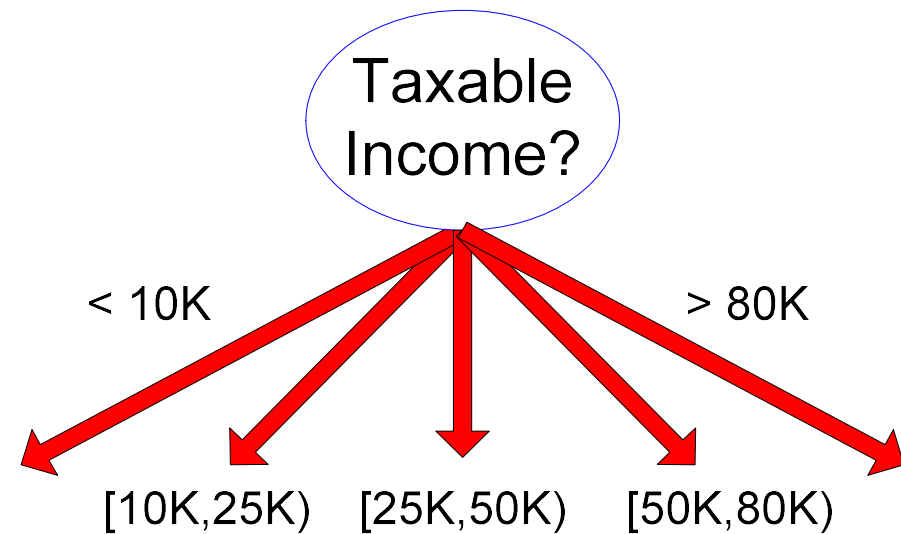 Taxable
Income?
< 10K
> 80K
[10K,25K)
[25K,50K)
[50K,80K)